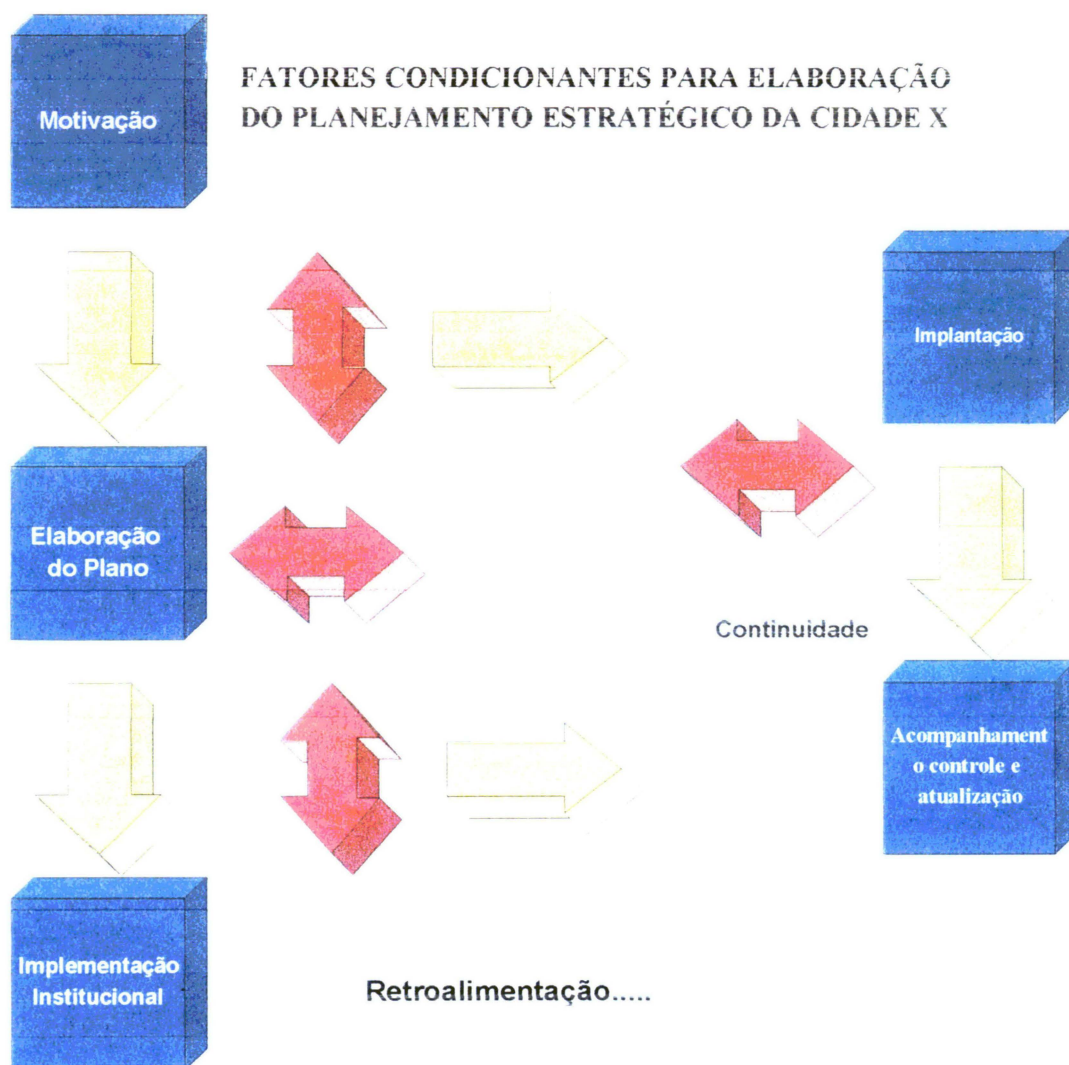 FATORES CONDICIONANTES PARA ELABORAÇÃO
DO PLANEJAMENTO ESTRATÉGICO DA CIDADE X
Motivação
Implantação
Elaboração
do Plano
Continuidade
Acompanhament
o controle e
atualização
Implementação
Institucional
Retroalimentação.....